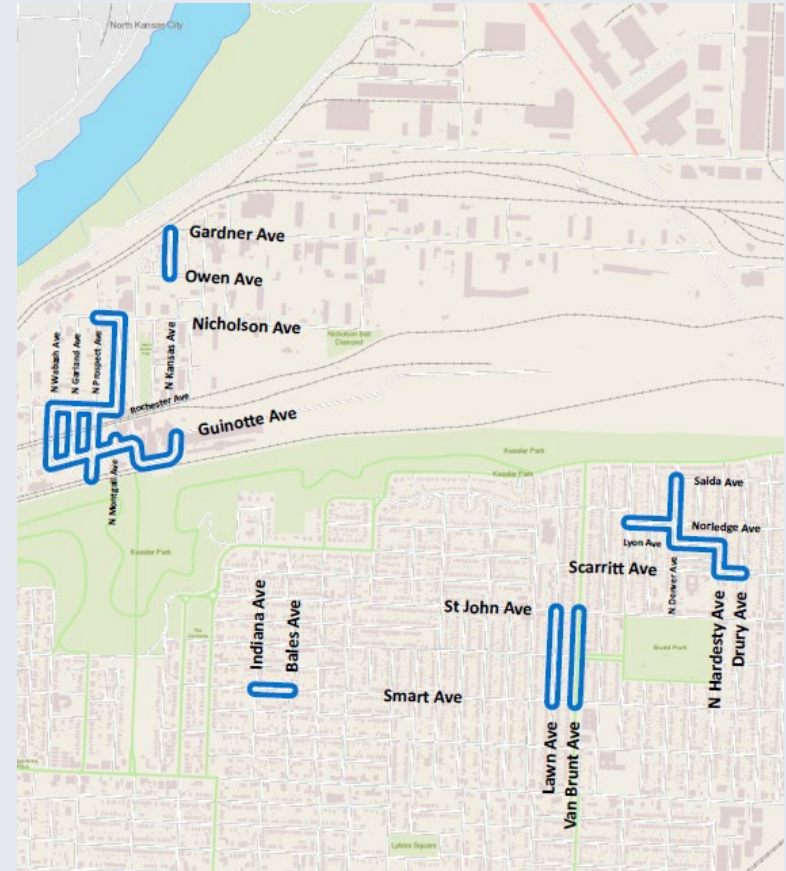 North Kansas City
Gardner Ave
Owen Ave
Nicholson Ave
Nicholson Ball
Diamond
N Wabash Ave
N Garland Ave
N Prospect Ave
N Kansas Ave
Rochester Ave
Guinotte Ave
N Montgall Ave
Kessler Park
Kessler Park
Kessler Park
Saida Ave
Norledge Ave
Lyon Ave
Scarritt Ave
N Denver Ave
St John Ave
Indiana Ave
Bales Ave
Budd Park
N Hardesty Ave
Drury Ave
Smart Ave
Lawn Ave
Van Brunt Ave
Lykins Square